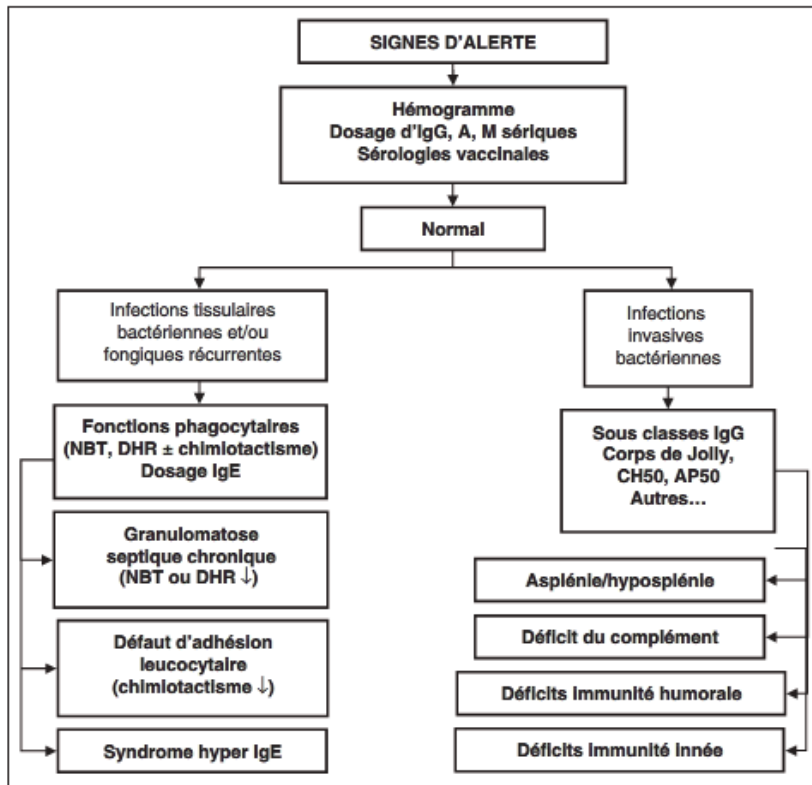 SIGNES D'ALERTE
Hémogramme
Dosage d'IgG, A, M sériques
Sérologies vaccinales
Normal
Infections tissulaires
bactériennes et/ou
fongiques récurrentes
Fonctions phagocytaires
(NBT, DHR ± chimiotactisme)
Dosage IgE
Granulomatose
septique chronique
(NBT ou DHR ↓)
Défaut d'adhésion
leucocytaire
(chimiotactisme ↓)
Syndrome hyper IgE
Infections
invasives
bactériennes
Sous classes IgG
Corps de Jolly,
CH50, AP50
Autres...
Asplénie/hyposplénie
Déficit du complément
Déficits immunité humorale
Déficits immunité innée